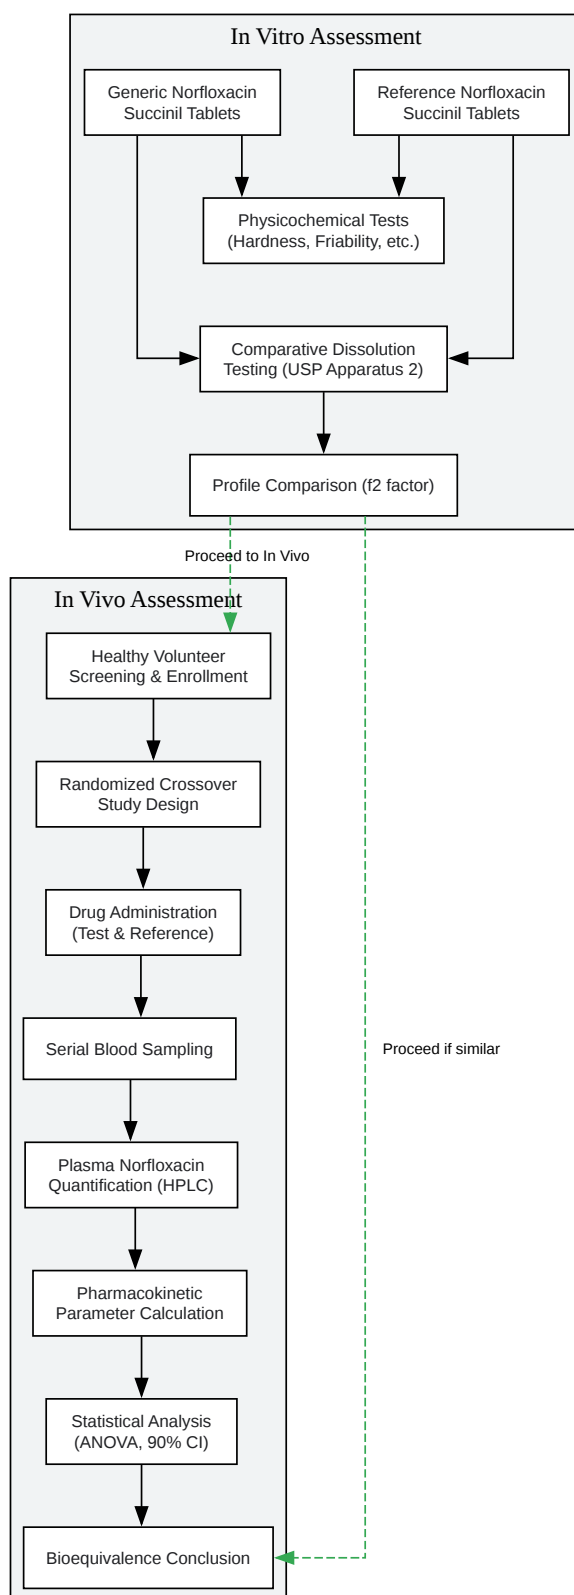 In Vitro Assessment
Generic Norfloxacin
Succinil Tablets
Reference Norfloxacin
Succinil Tablets
Physicochemical Tests
(Hardness, Friability, etc.)
Comparative Dissolution
Testing (USP Apparatus 2)
Profile Comparison (f2 factor)
Proceed to In Vivo
In Vivo Assessment
Healthy Volunteer
Screening & Enrollment
Randomized Crossover
Study Design
Drug Administration
(Test & Reference)
Serial Blood Sampling
Proceed if similar
Plasma Norfloxacin
Quantification (HPLC)
Pharmacokinetic
Parameter Calculation
Statistical Analysis
(ANOVA, 90% CI)
Bioequivalence Conclusion